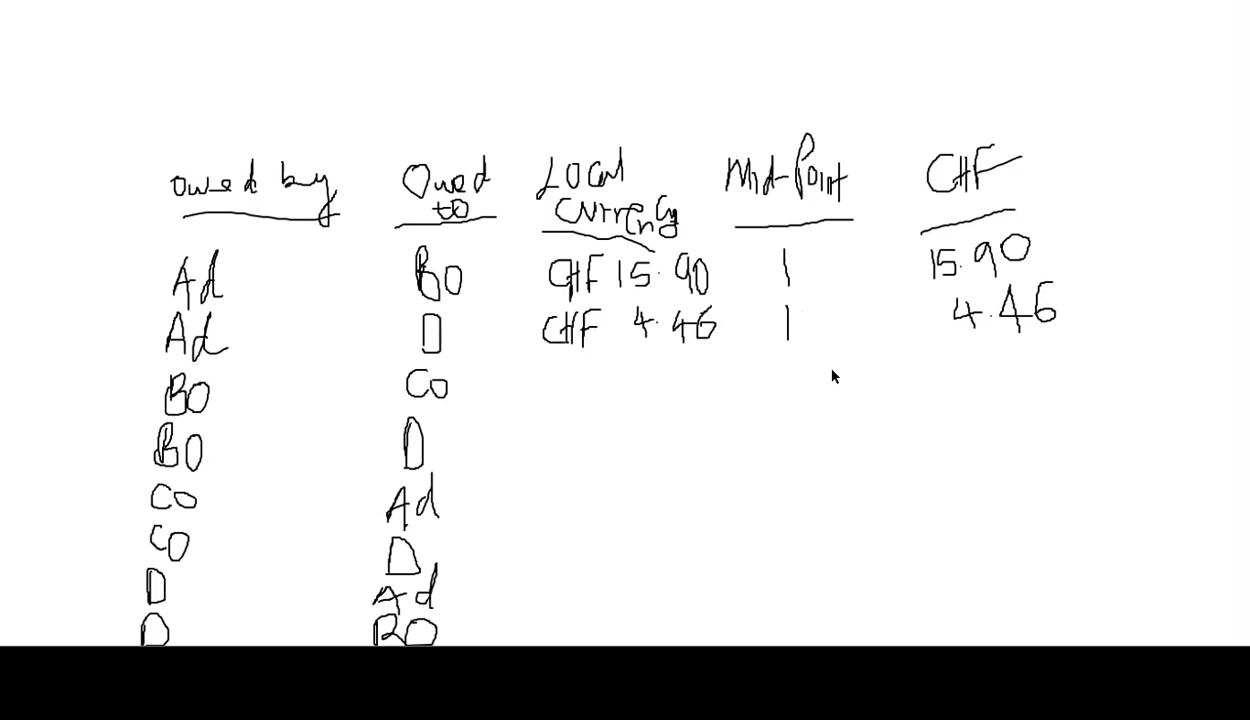 owed by Owed to Local Currency Mid-Point CHF
Ad BO CHF 15.90 1 15.90
Ad D CHF 4.46 1 4.46
BO CO
BO D
CO Ad
CO D
D Ad
D BO